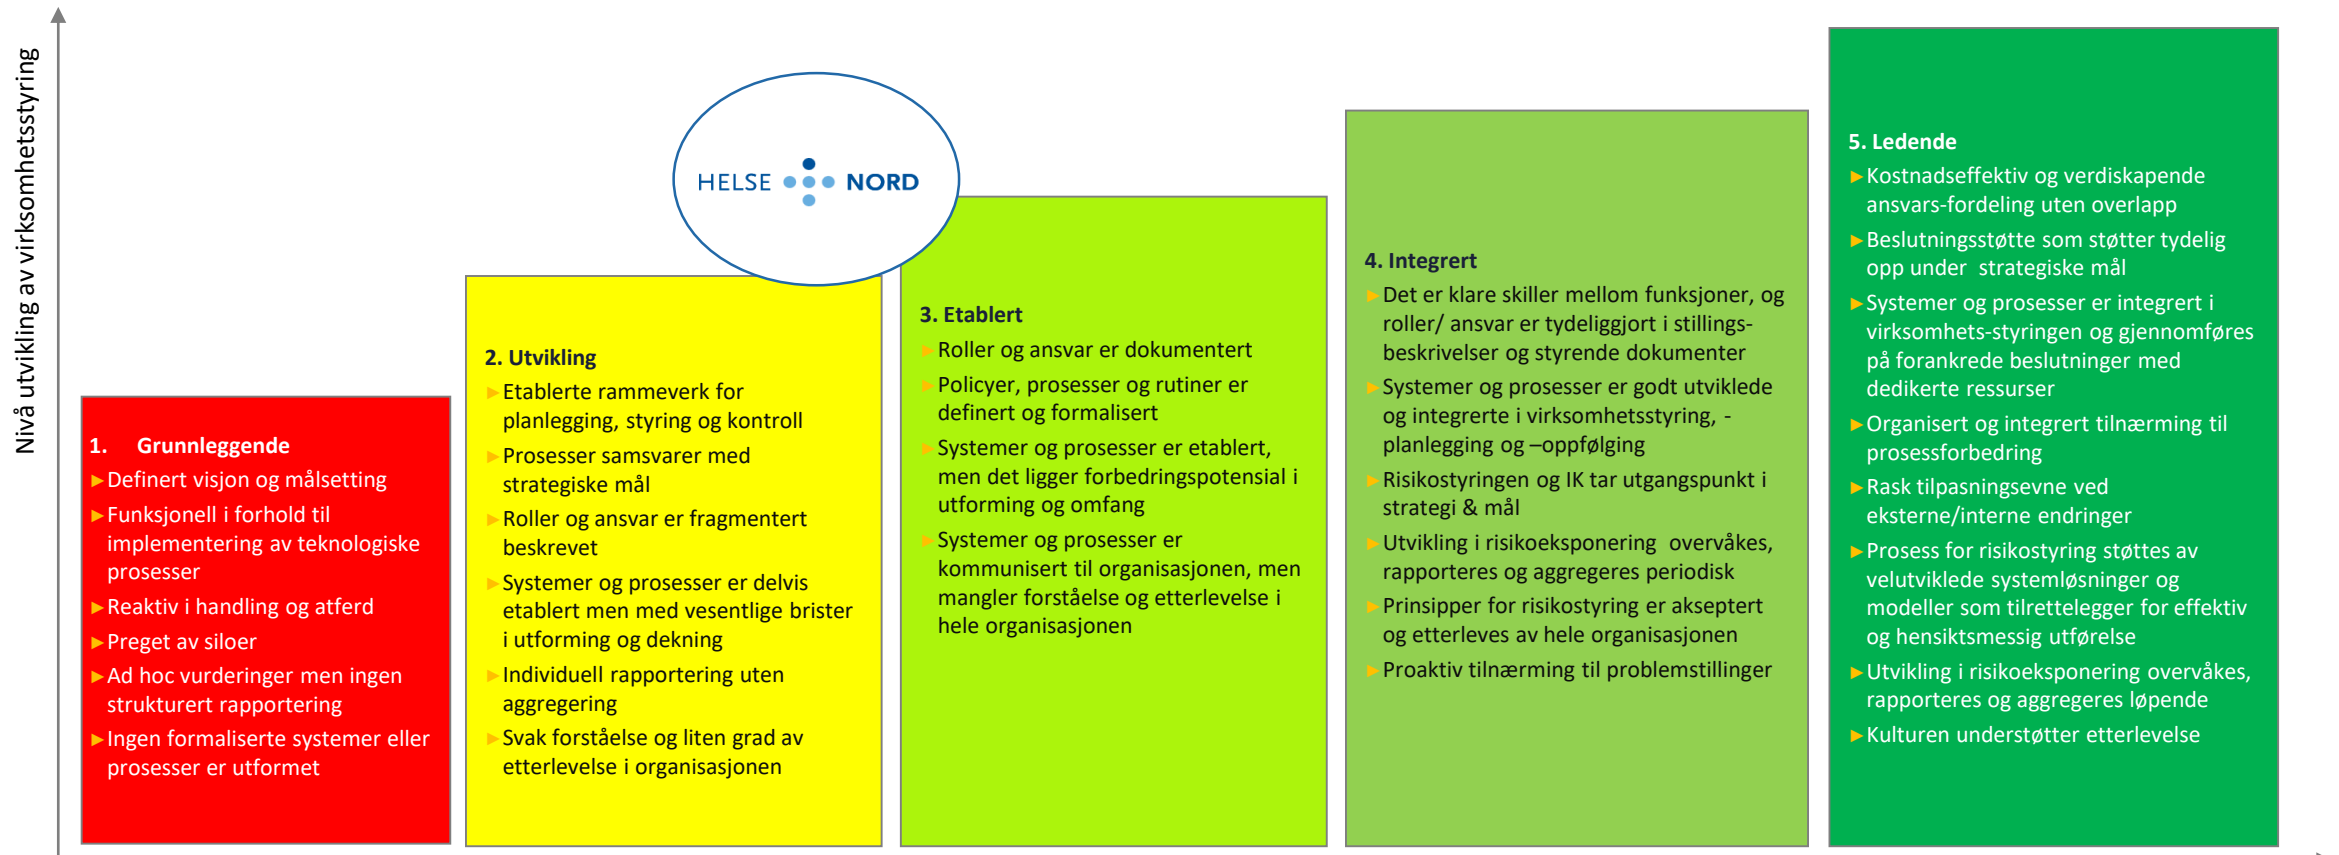 Nivå utvikling av virksomhetsstyring
HELSE NORD
1. Grunnleggende
►Definert visjon og målsetting
►Funksjonell i forhold til
implementering av teknologiske
prosesser
►Reaktiv i handling og atferd
►Preget av siloer
►Ad hoc vurderinger men ingen
strukturert rapportering
►Ingen formaliserte systemer eller
prosesser er utformet
2. Utvikling
►Etablerte rammeverk for
planlegging, styring og kontroll
►Prosesser samsvarer med
strategiske mål
►Roller og ansvar er fragmentert
beskrevet
►Systemer og prosesser er delvis
etablert men med vesentlige brister
i utforming og dekning
►Individuell rapportering uten
aggregering
►Svak forståelse og liten grad av
etterlevelse i organisasjonen
3. Etablert
►Roller og ansvar er dokumentert
►Policyer, prosesser og rutiner er
definert og formalisert
►Systemer og prosesser er etablert,
men det ligger forbedringspotensial i
utforming og omfang
►Systemer og prosesser er
kommunisert til organisasjonen, men
mangler forståelse og etterlevelse i
hele organisasjonen
4. Integrert
►Det er klare skiller mellom funksjoner, og
roller/ ansvar er tydeliggjort i stillings-
beskrivelser og styrende dokumenter
►Systemer og prosesser er godt utviklede
og integrerte i virksomhetsstyring, -
planlegging og –oppfølging
►Risikostyringen og IK tar utgangspunkt i
strategi & mål
►Utvikling i risikoeksponering overvåkes,
rapporteres og aggregeres periodisk
►Prinsipper for risikostyring er akseptert
og etterleves av hele organisasjonen
►Proaktiv tilnærming til problemstillinger
5. Ledende
►Kostnadseffektiv og verdiskapende
ansvars-fordeling uten overlapp
►Beslutningsstøtte som støtter tydelig
opp under strategiske mål
►Systemer og prosesser er integrert i
virksomhets-styringen og gjennomføres
på forankrede beslutninger med
dedikerte ressurser
►Organisert og integrert tilnærming til
prosessforbedring
►Rask tilpasningsevne ved
eksterne/interne endringer
►Prosess for risikostyring støttes av
velutviklede systemløsninger og
modeller som tilrettelegger for effektiv
og hensiktsmessig utførelse
►Utvikling i risikoeksponering overvåkes,
rapporteres og aggregeres løpende
►Kulturen understøtter etterlevelse